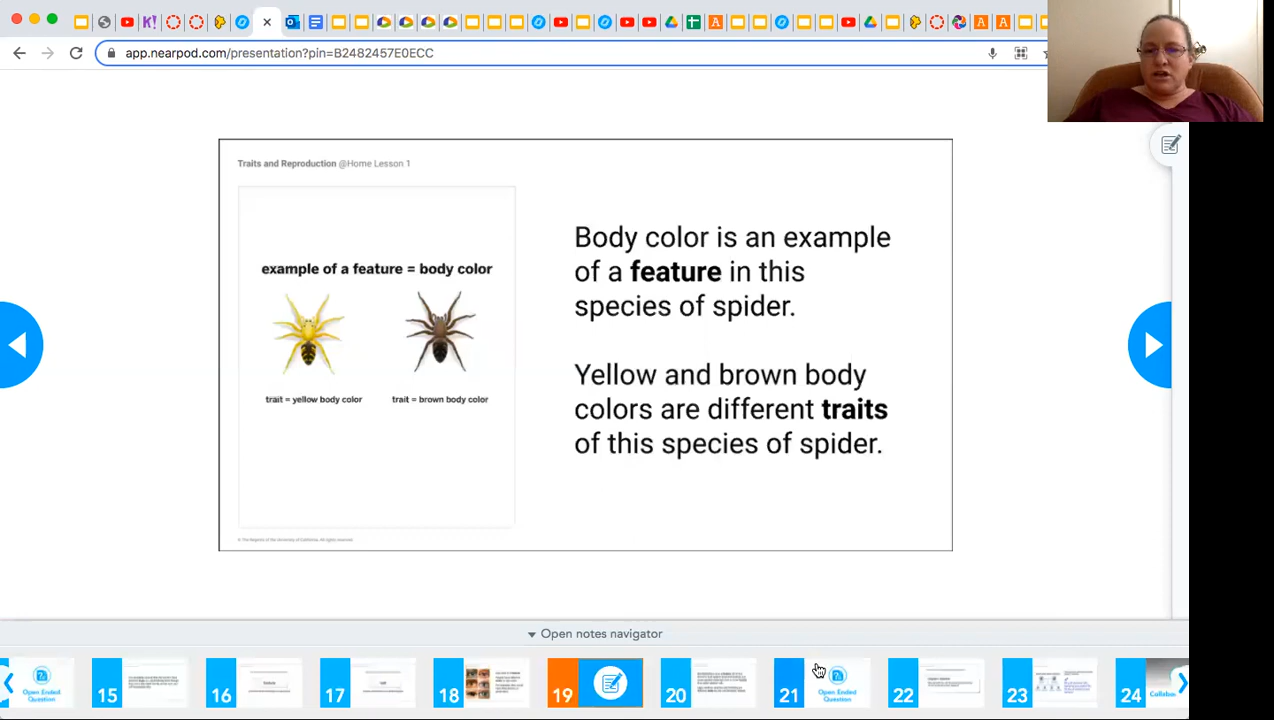 app.nearpod.com/presentation?pin=B2482457E0ECC
Traits and Reproduction @Home Lesson 1
example of a feature = body color
trait = yellow body color
trait = brown body color
Body color is an example
of a feature in this
species of spider.
Yellow and brown body
colors are different traits
of this species of spider.
Open notes navigator
Open Ended
Question
15
16
17
18
19
20
21
Open Ended
Question
22
23
24